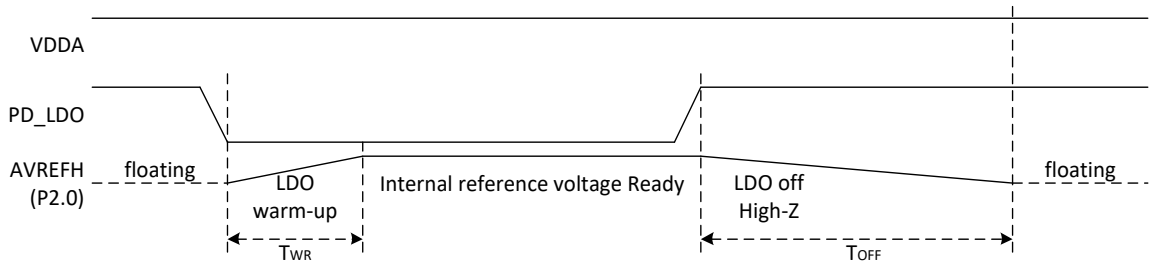 VDDA
PD_LDO
AVREFH
(P2.0)
floating
LDO
warm-up
Internal reference voltage Ready
LDO off
High-Z
floating
TWR
TOFF